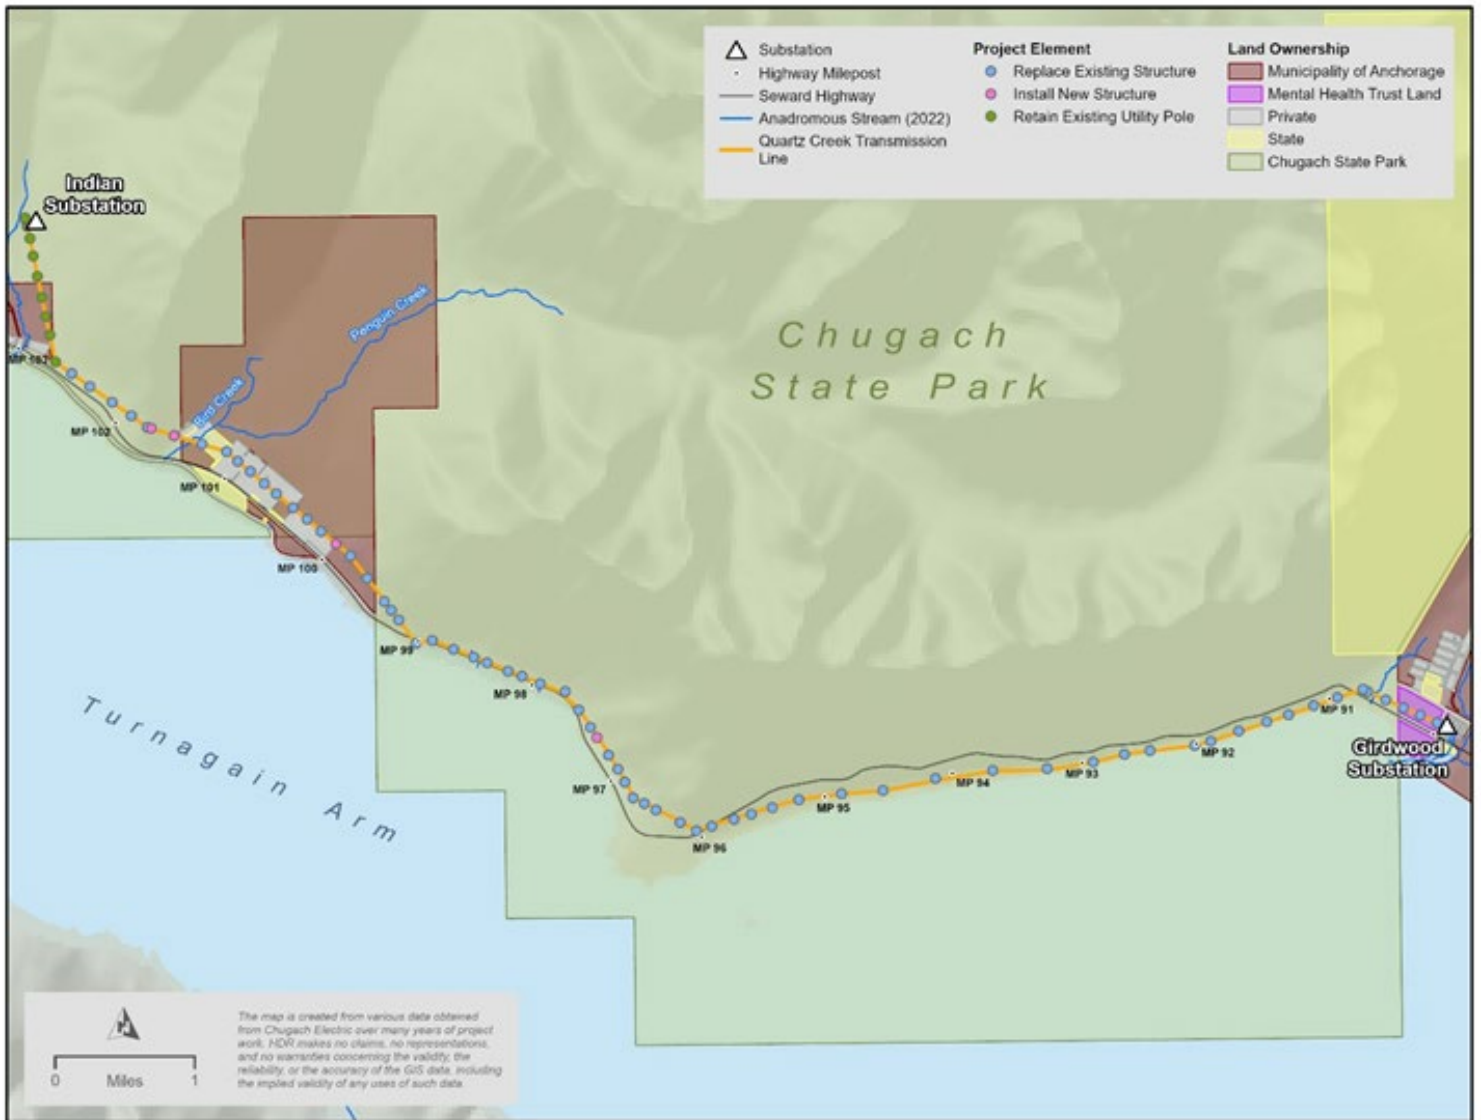 Substation
Highway Milepost
Seward Highway
Anadromous Stream (2022)
Quartz Creek Transmission
Line
Project Element
Replace Existing Structure
Install New Structure
Retain Existing Utility Pole
Land Ownership
Municipality of Anchorage
Mental Health Trust Land
Private
State
Chugach State Park
Indian
Substation
Penguin Creek
Bird Creek
Chugach
State Park
MP 103
MP 102
MP 101
MP 100
MP 99
MP 98
MP 97
MP 96
MP 95
MP 94
MP 93
MP 92
MP 91
Girdwood
Substation
Turnagain Arm
N
0 Miles 1
The map is created from various data obtained
from Chugach Electric over many years of project
work. HDR makes no claims, no representations,
and no warranties concerning the validity, the
reliability, or the accuracy of the GIS data, including
the implied validity of any uses of such data.